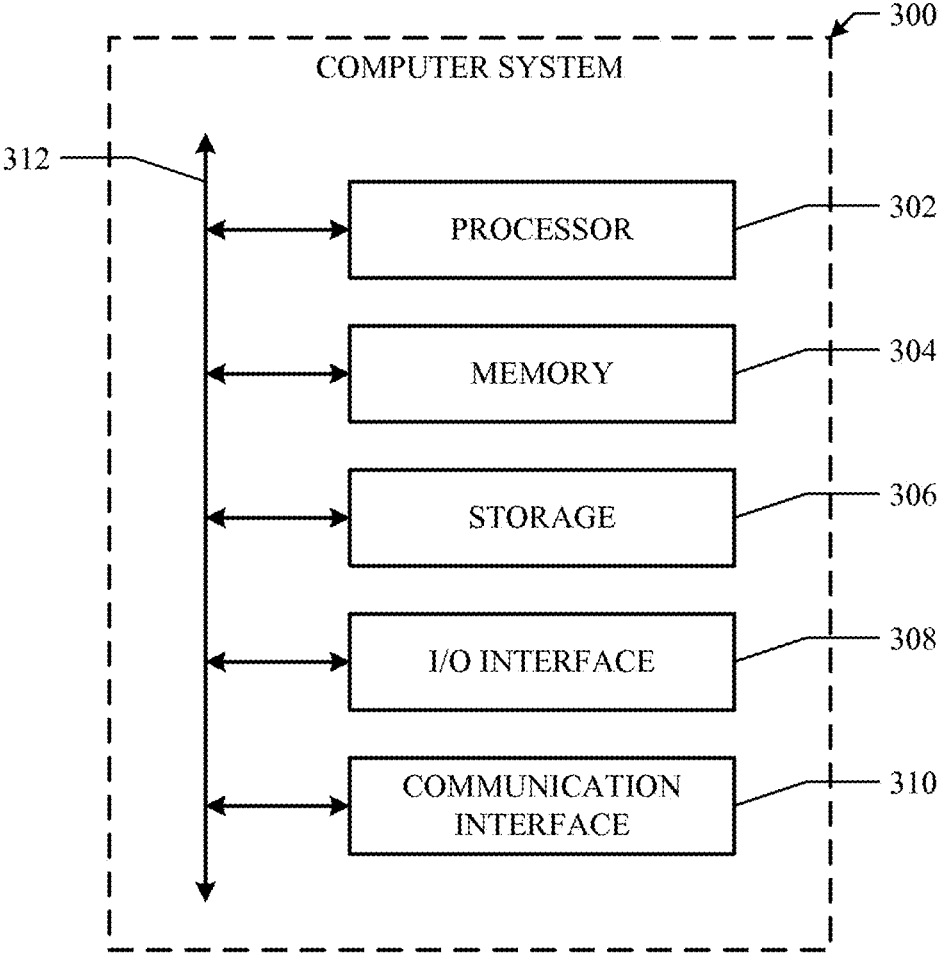 300
COMPUTER SYSTEM
312
PROCESSOR
302
MEMORY
304
STORAGE
306
I/O INTERFACE
308
COMMUNICATION
INTERFACE
310